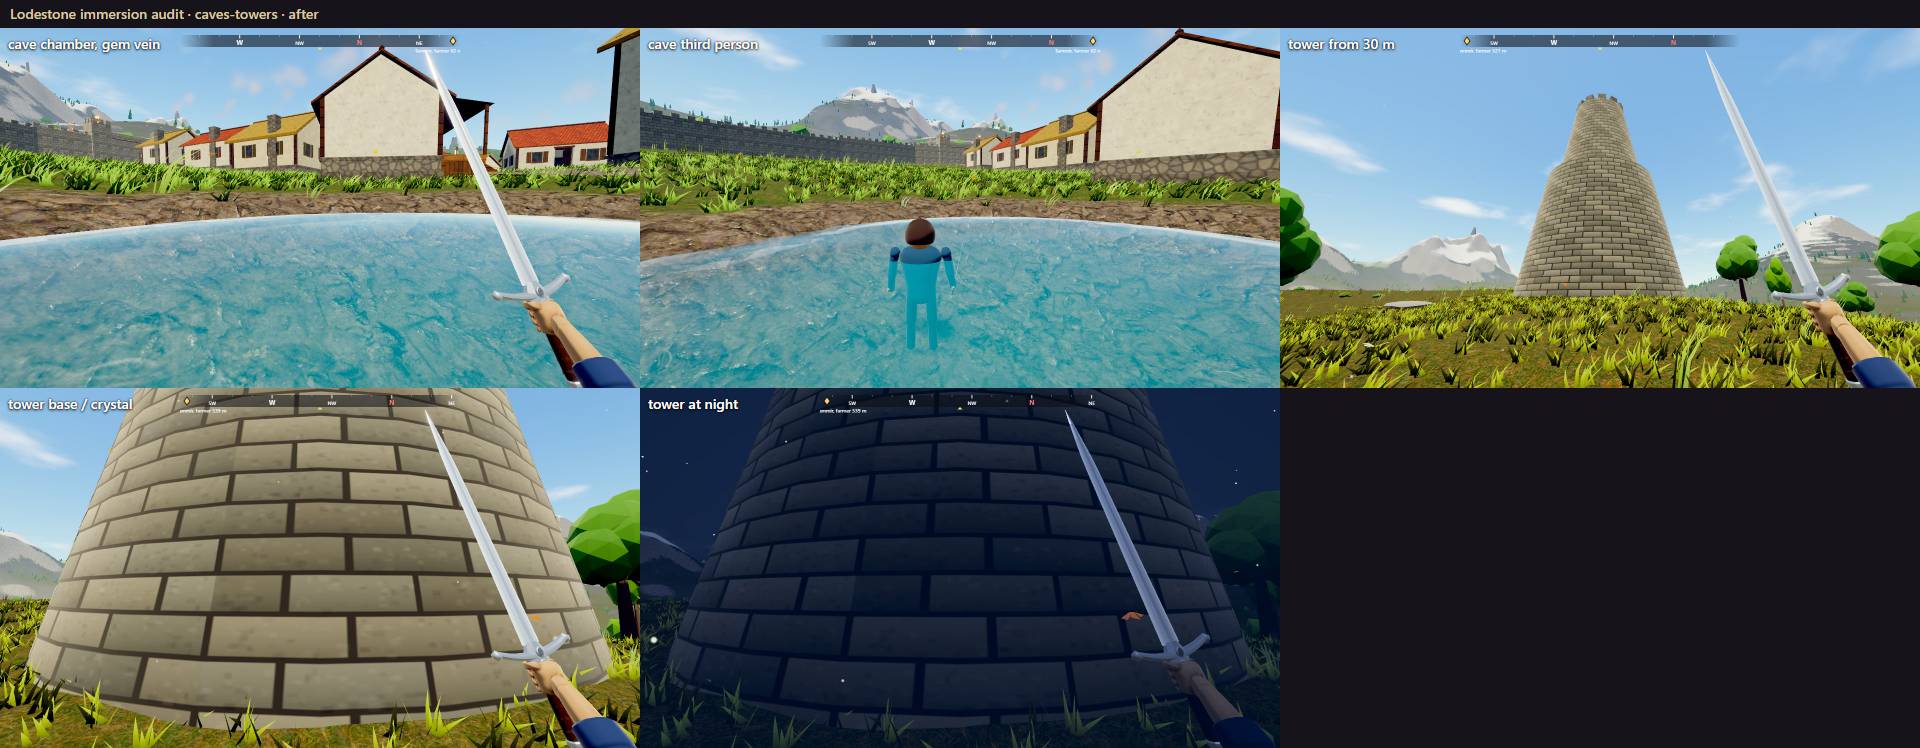 Lodestone immersion audit · caves-towers · after
cave chamber, gem vein
W NW N NE
cave third person
SW W NW N
tower from 30 m
SW W NW N
tower base / crystal
SW W NW N NE
tower at night
SW W NW N NE